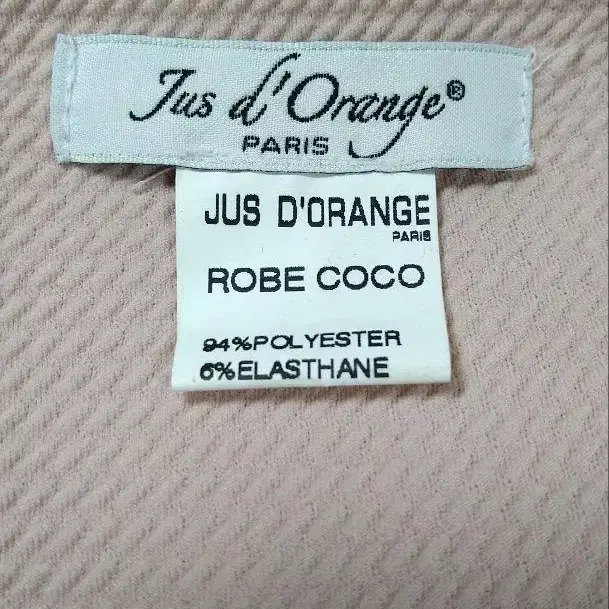 Jus d'Orange®
PARIS
JUS D'ORANGE
PARIS
ROBE COCO
94%POLYESTER
6%ELASTHANE